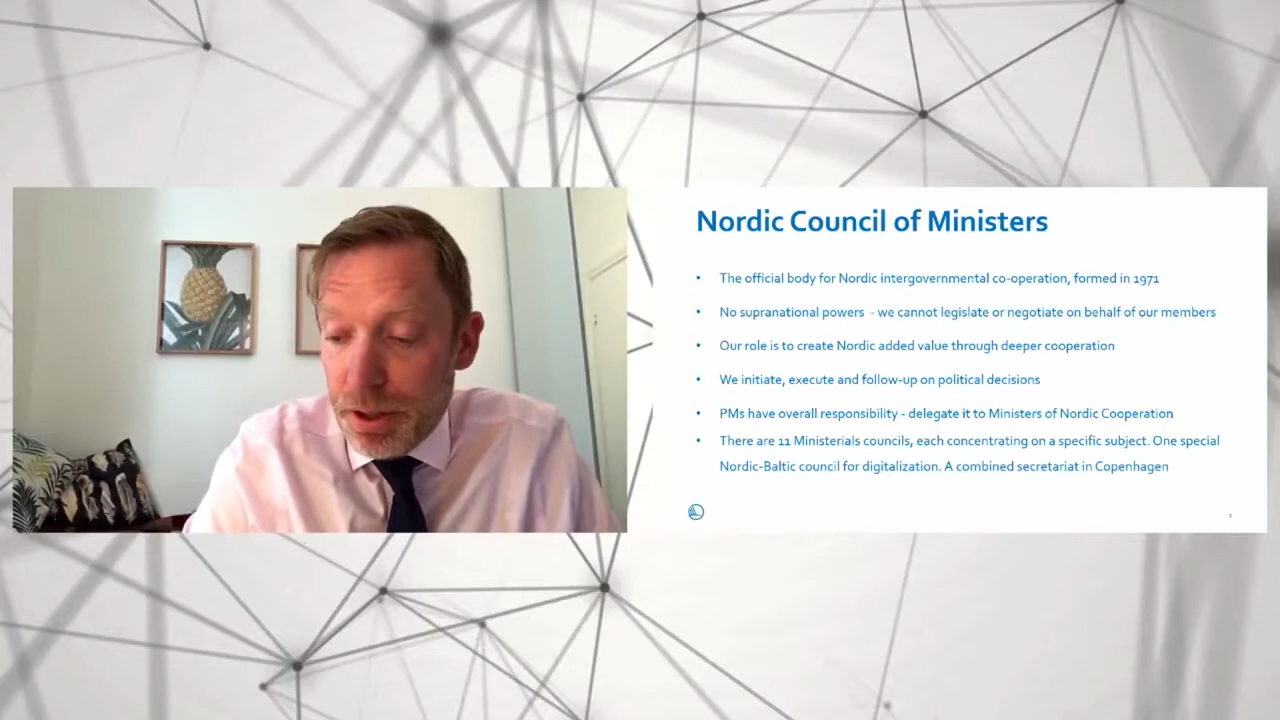 Nordic Council of Ministers
• The official body for Nordic intergovernmental co-operation, formed in 1971
• No supranational powers - we cannot legislate or negotiate on behalf of our members
• Our role is to create Nordic added value through deeper cooperation
• We initiate, execute and follow-up on political decisions
• PMs have overall responsibility - delegate it to Ministers of Nordic Cooperation
• There are 11 Ministerials councils, each concentrating on a specific subject. One special
Nordic-Baltic council for digitalization. A combined secretariat in Copenhagen